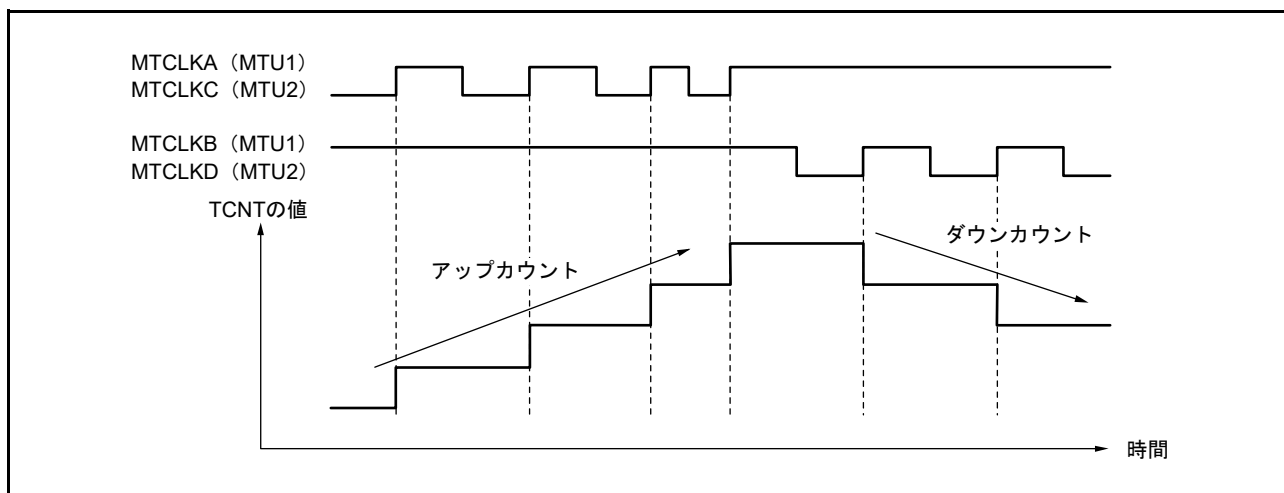 MTCLKA（MTU1）
MTCLKC（MTU2）
MTCLKB（MTU1）
MTCLKD（MTU2）
TCNTの値
アップカウント
ダウンカウント
時間